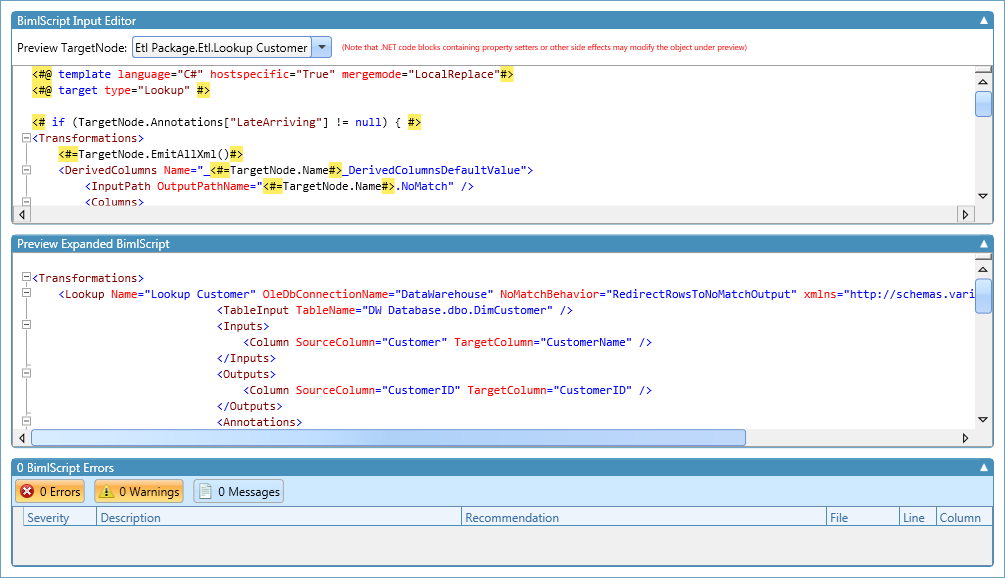 BimlScript Input Editor
Preview TargetNode: Etl Package.Etl.Lookup Customer (Note that .NET code blocks containing property setters or other side effects may modify the object under preview)
<#@ template language="C#" hostspecific="True" mergemode="LocalReplace"#>
<#@ target type="Lookup" #>
<# if (TargetNode.Annotations["LateArriving"] != null) { #>
<Transformations>
<#=TargetNode.EmitAllXml()#>
<DerivedColumns Name="_<#=TargetNode.Name#>_DerivedColumnsDefaultValue">
<InputPath OutputPathName="<#=TargetNode.Name#>.NoMatch" />
<Columns>
Preview Expanded BimlScript
<Transformations>
<Lookup Name="Lookup Customer" OleDbConnectionName="DataWarehouse" NoMatchBehavior="RedirectRowsToNoMatchOutput" xmlns="http://schemas.vari
<TableInput TableName="DW Database.dbo.DimCustomer" />
<Inputs>
<Column SourceColumn="Customer" TargetColumn="CustomerName" />
</Inputs>
<Outputs>
<Column SourceColumn="CustomerID" TargetColumn="CustomerID" />
</Outputs>
<Annotations>
0 BimlScript Errors
0 Errors 0 Warnings 0 Messages
Severity Description Recommendation File Line Column